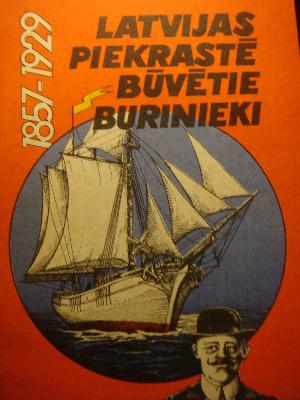 1857-1929
LATVIJAS
PIEKRASTĒ
BŪVĒTIE
BURINIEKI